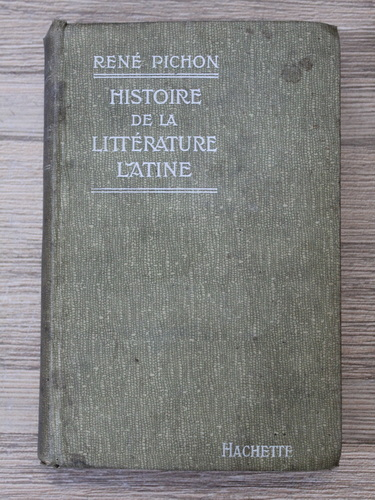 RENÉ PICHON
HISTOIRE
DE LA
LITTÉRATURE
LATINE
HACHETTE